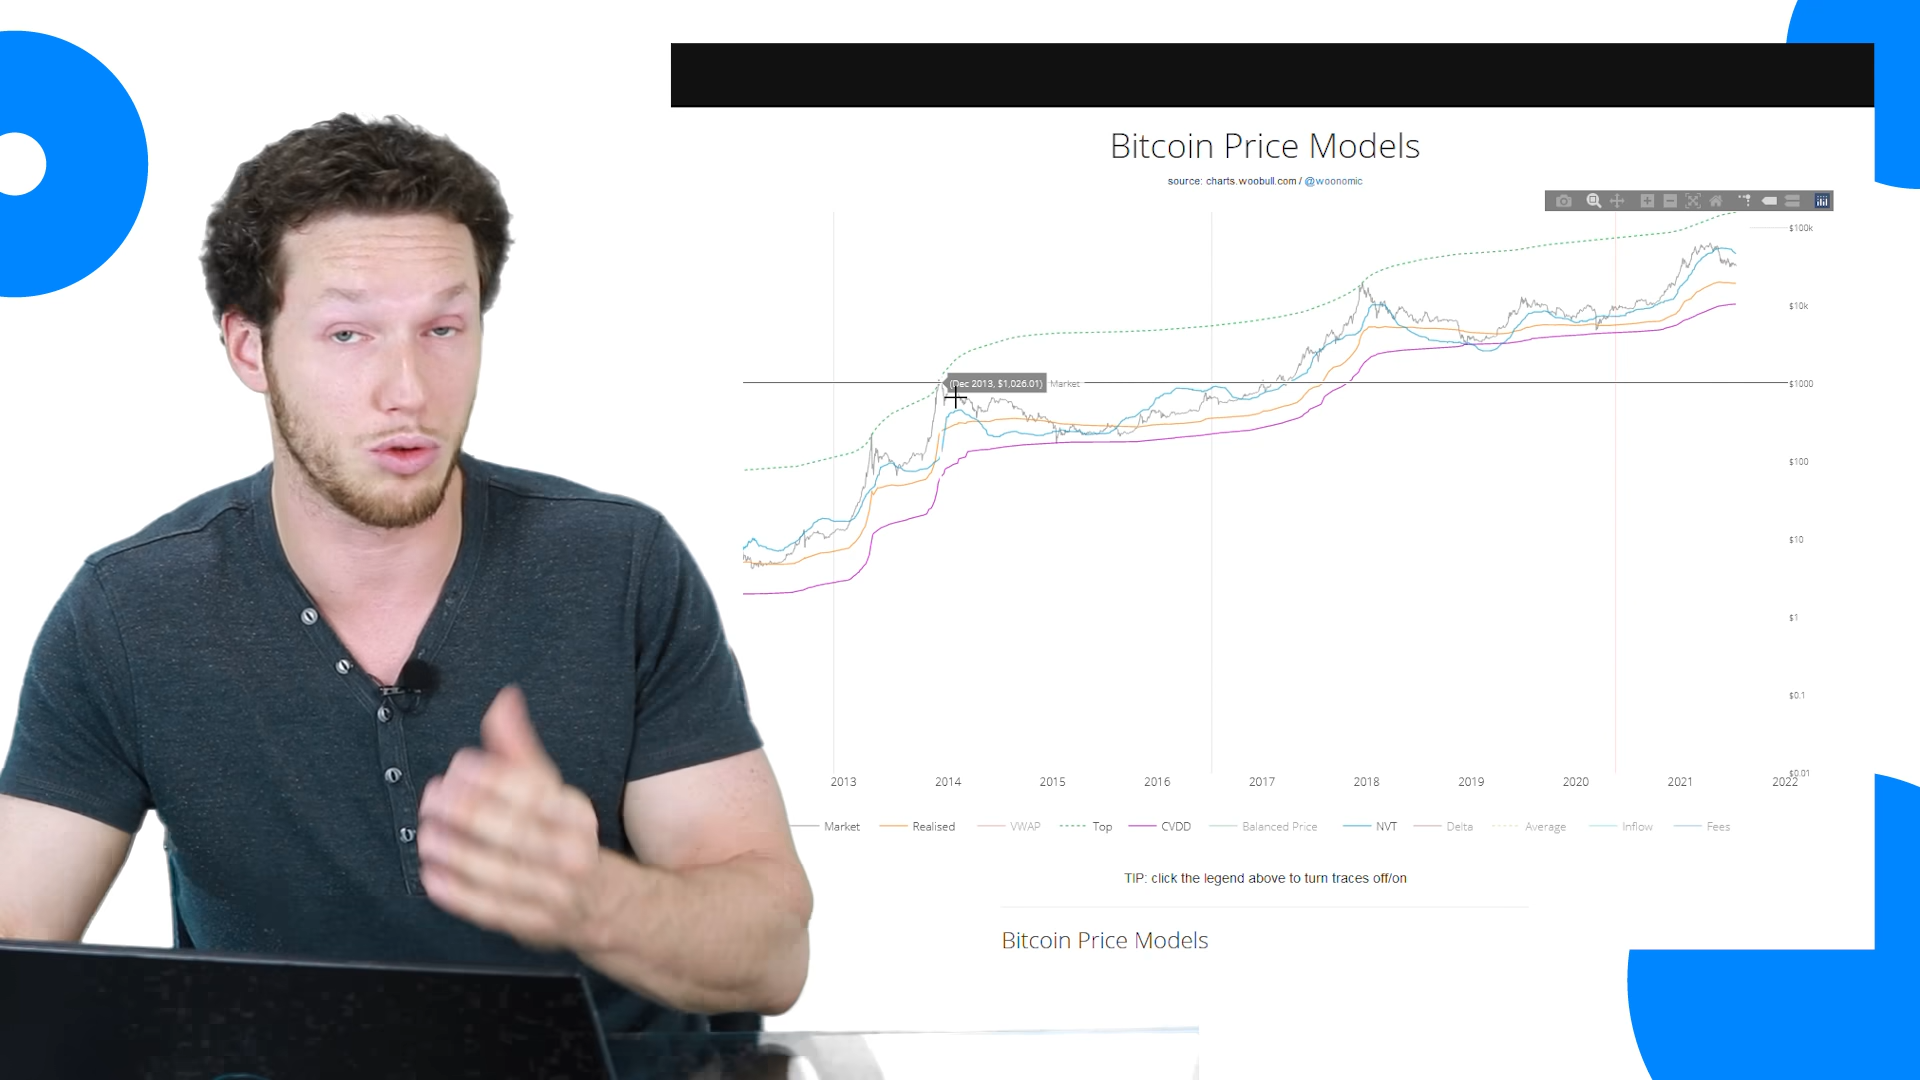 Bitcoin Price Models
source: charts.woobull.com / @woonomic
$100k
$10k
(Dec 2013, $1,026.01) Market
$1000
$100
$10
$1
$0.1
$0.01
2013 2014 2015 2016 2017 2018 2019 2020 2021 2022
Market Realised VWAP Top CVDD Balanced Price NVT Delta Average Inflow Fees
TIP: click the legend above to turn traces off/on
Bitcoin Price Models